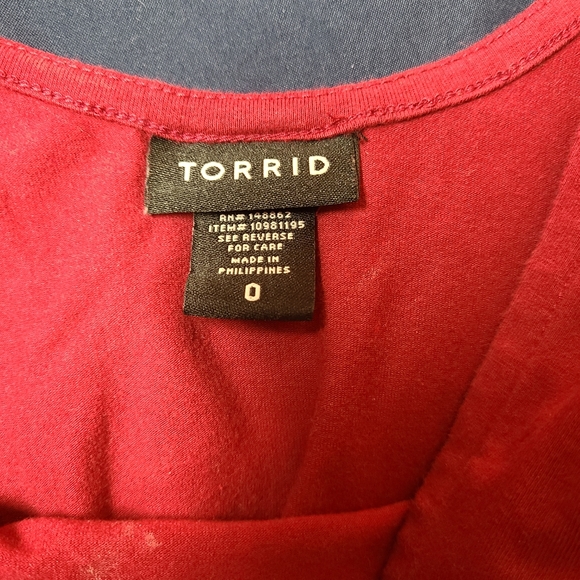 TORRID
RN# 148862
ITEM# 10981195
SEE REVERSE
FOR CARE
MADE IN
PHILIPPINES
0